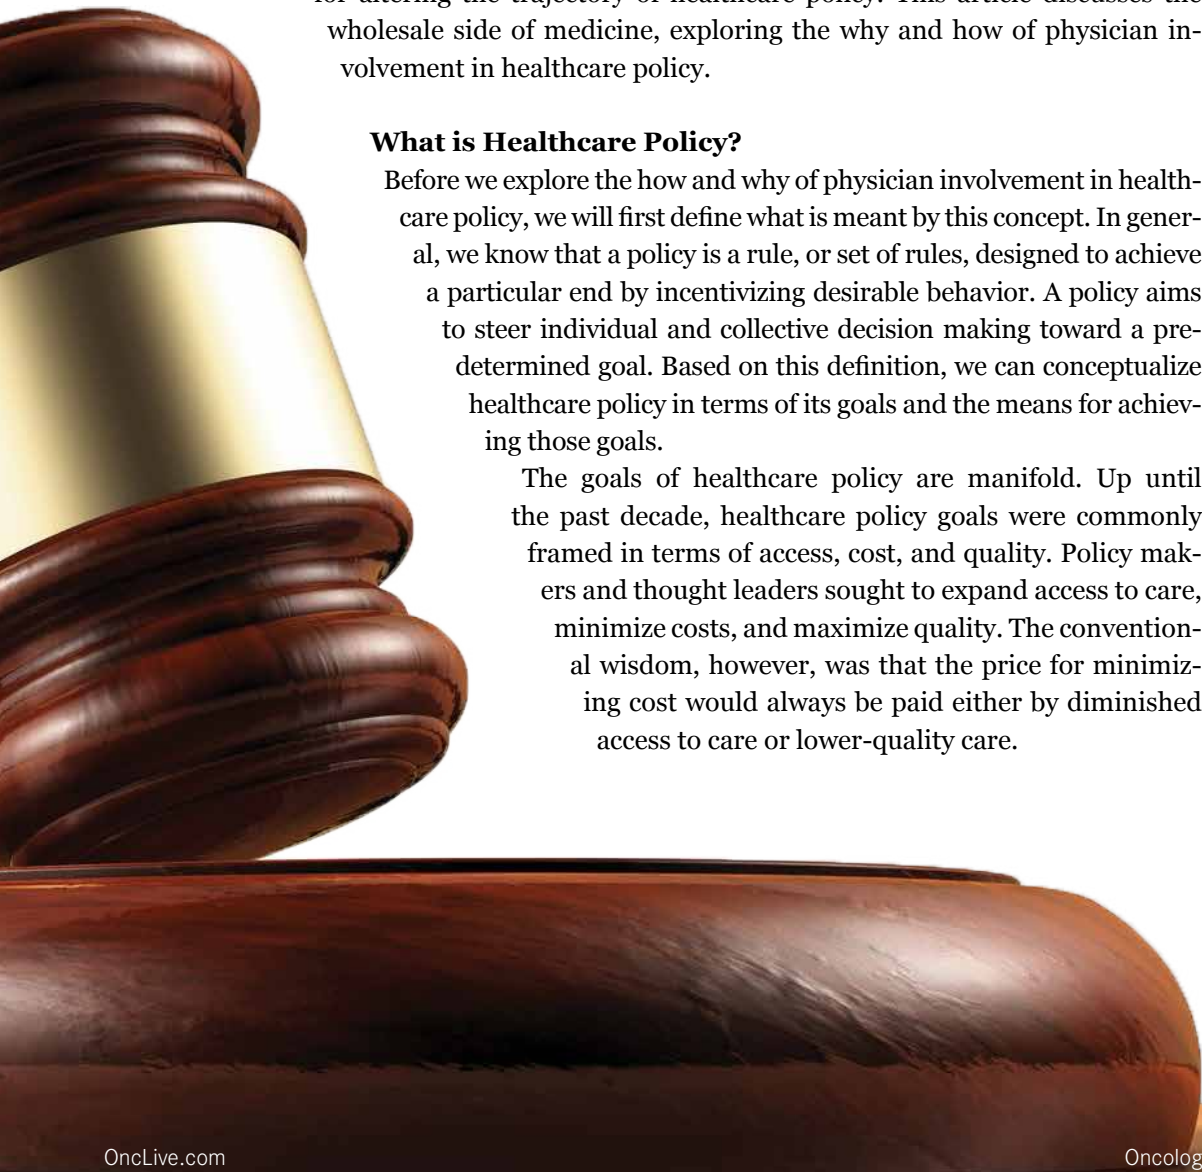 for altering the trajectory of healthcare policy. This article discusses the
wholesale side of medicine, exploring the why and how of physician in-
volvement in healthcare policy.
What is Healthcare Policy?
Before we explore the how and why of physician involvement in health-
care policy, we will first define what is meant by this concept. In gener-
al, we know that a policy is a rule, or set of rules, designed to achieve
a particular end by incentivizing desirable behavior. A policy aims
to steer individual and collective decision making toward a pre-
determined goal. Based on this definition, we can conceptualize
healthcare policy in terms of its goals and the means for achiev-
ing those goals.
The goals of healthcare policy are manifold. Up until
the past decade, healthcare policy goals were commonly
framed in terms of access, cost, and quality. Policy mak-
ers and thought leaders sought to expand access to care,
minimize costs, and maximize quality. The convention-
al wisdom, however, was that the price for minimiz-
ing cost would always be paid either by diminished
access to care or lower-quality care.
OncLive.com
Oncolog